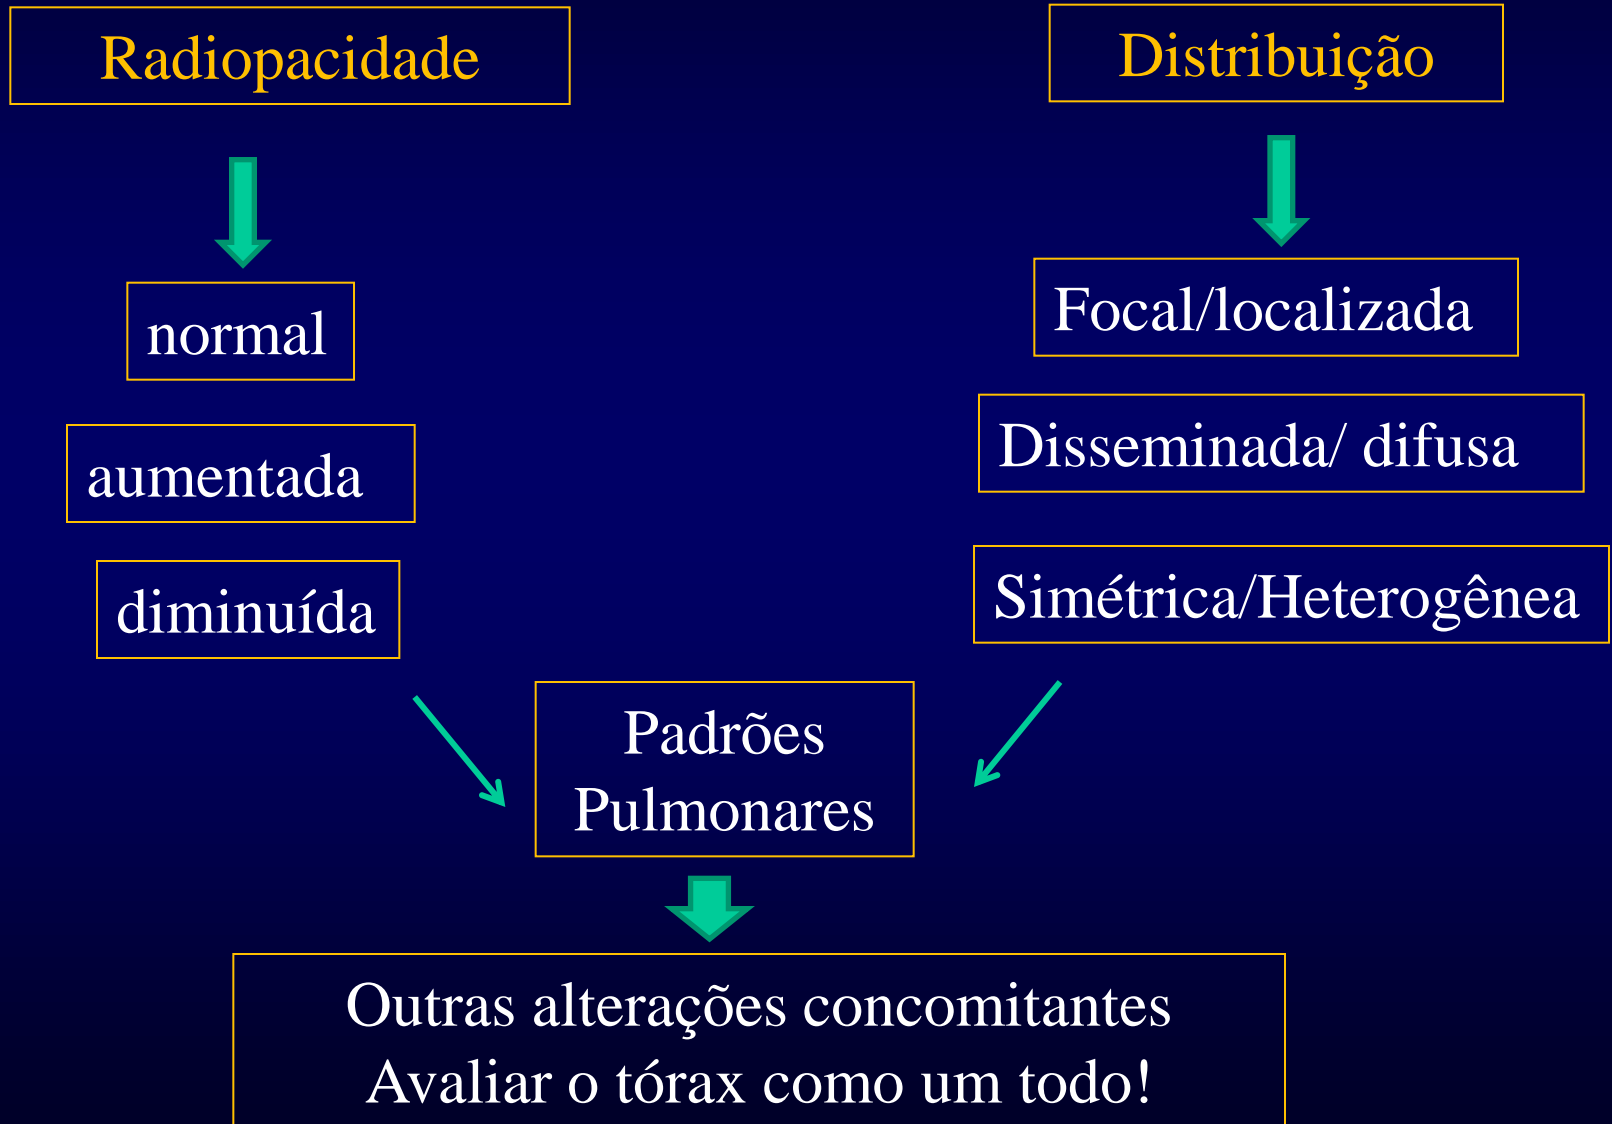 Radiopacidade
normal
aumentada
diminuída
Distribuição
Focal/localizada
Disseminada/ difusa
Simétrica/Heterogênea
Padrões
Pulmonares
Outras alterações concomitantes
Avaliar o tórax como um todo!